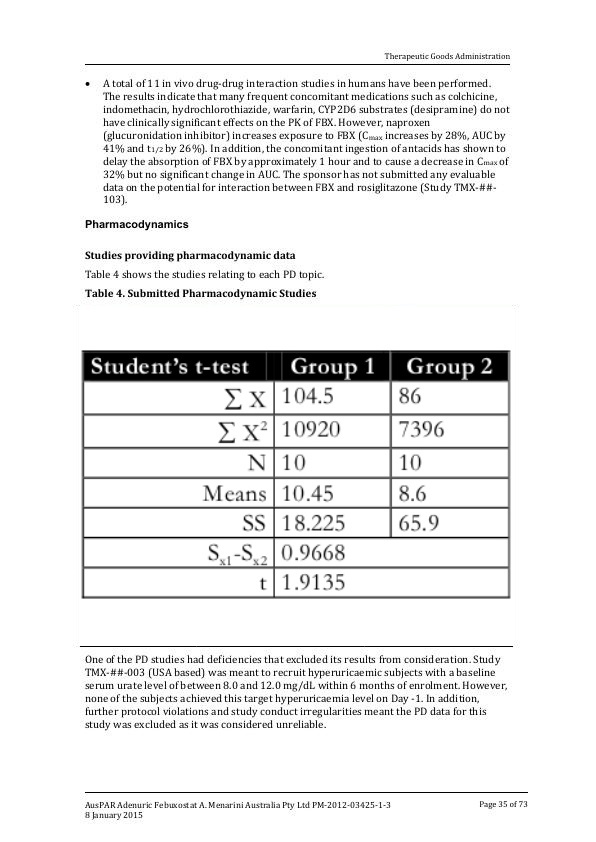 Therapeutic Goods Administration
• A total of 11 in vivo drug-drug interaction studies in humans have been performed.
The results indicate that many frequent concomitant medications such as colchicine,
indomethacin, hydrochlorothiazide, warfarin, CYP2D6 substrates (desipramine) do not
have clinically significant effects on the PK of FBX. However, naproxen
(glucuronidation inhibitor) increases exposure to FBX (Cmax increases by 28%, AUC by
41% and t1/2 by 26%). In addition, the concomitant ingestion of antacids has shown to
delay the absorption of FBX by approximately 1 hour and to cause a decrease in Cmax of
32% but no significant change in AUC. The sponsor has not submitted any evaluable
data on the potential for interaction between FBX and rosiglitazone (Study TMX-##-
103).
Pharmacodynamics
Studies providing pharmacodynamic data
Table 4 shows the studies relating to each PD topic.
Table 4. Submitted Pharmacodynamic Studies
Student's t-test Group 1 Group 2
∑ X 104.5 86
∑ X² 10920 7396
N 10 10
Means 10.45 8.6
SS 18.225 65.9
Sx1-Sx2 0.9668
t 1.9135
One of the PD studies had deficiencies that excluded its results from consideration. Study
TMX-##-003 (USA based) was meant to recruit hyperuricaemic subjects with a baseline
serum urate level of between 8.0 and 12.0 mg/dL within 6 months of enrolment. However,
none of the subjects achieved this target hyperuricaemia level on Day -1. In addition,
further protocol violations and study conduct irregularities meant the PD data for this
study was excluded as it was considered unreliable.
AusPAR Adenuric Febuxostat A. Menarini Australia Pty Ltd PM-2012-03425-1-3 Page 35 of 73
8 January 2015